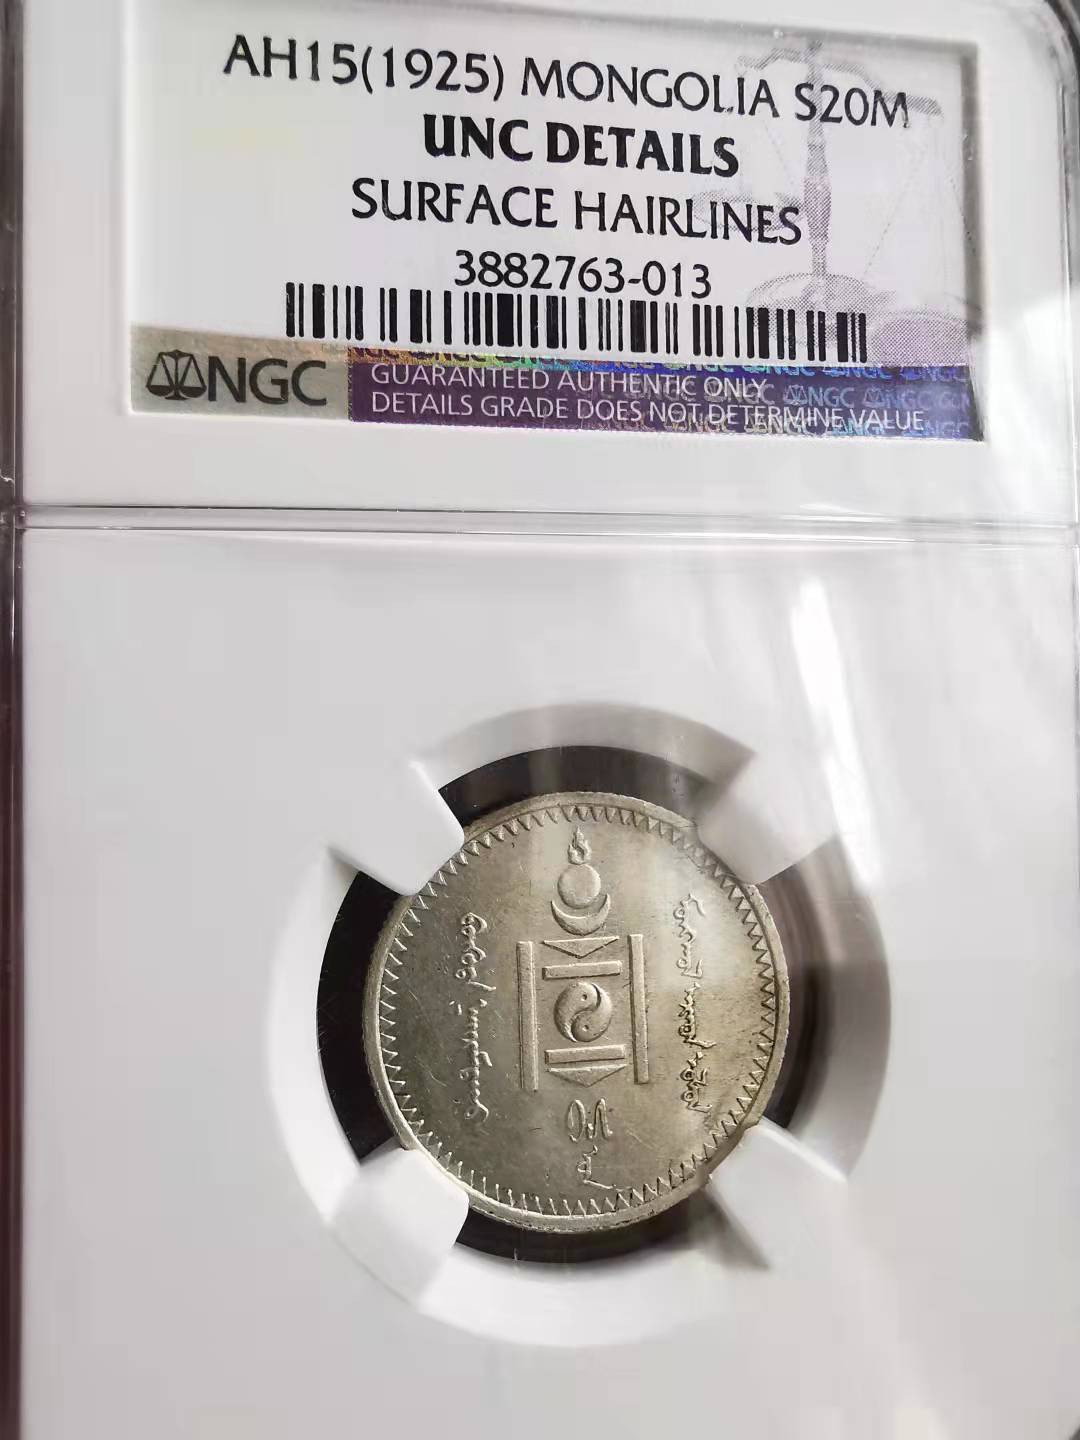 AH15(1925) MONGOLIA S20M
UNC DETAILS
SURFACE HAIRLINES
3882763-013
NGC
GUARANTEED AUTHENTIC ONLY
DETAILS GRADE DOES NOT DETERMINE VALUE